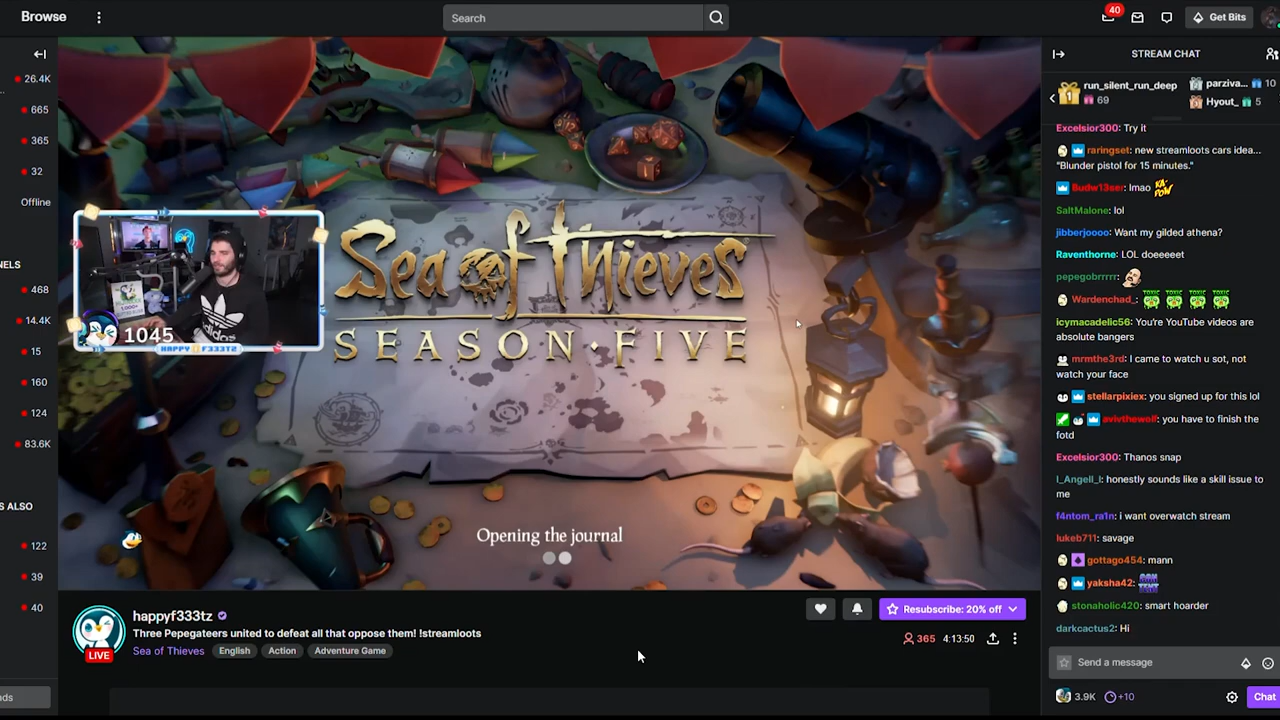 Browse
Search
40
Get Bits
26.4K
665
365
32
Offline
NELS
468
14.4K
15
160
124
83.6K
S ALSO
122
39
40
nds
Sea of Thieves
SEASON · FIVE
1045
HAPPY F333TZ
Opening the journal
happyf333tz
LIVE
Three Pepegateers united to defeat all that oppose them! !streamloots
Sea of Thieves
English
Action
Adventure Game
Resubscribe: 20% off
365
4:13:50
STREAM CHAT
1
run_silent_run_deep
69
parziva... 10
Hyout_ 5
Excelsior300: Try it
raringset: new streamloots cars idea...
"Blunder pistol for 15 minutes."
: lmao
SaltMalone: lol
jibberjoooo: Want my gilded athena?
Raventhorne: LOL doeeeeet
pepegobrrrrr:
Wardenchad_:
icymacadelic56: You're YouTube videos are
absolute bangers
mrmthe3rd: I came to watch u sot, not
watch your face
stellarpixiex: you signed up for this lol
avivthewolf: you have to finish the
fotd
Excelsior300: Thanos snap
I_Angell_I: honestly sounds like a skill issue to
me
f4ntom_ra1n: i want overwatch stream
lukeb711: savage
gottago454: mann
yaksha42:
stonaholic420: smart hoarder
darkcactus2: Hi
Send a message
3.9K
+10
Chat